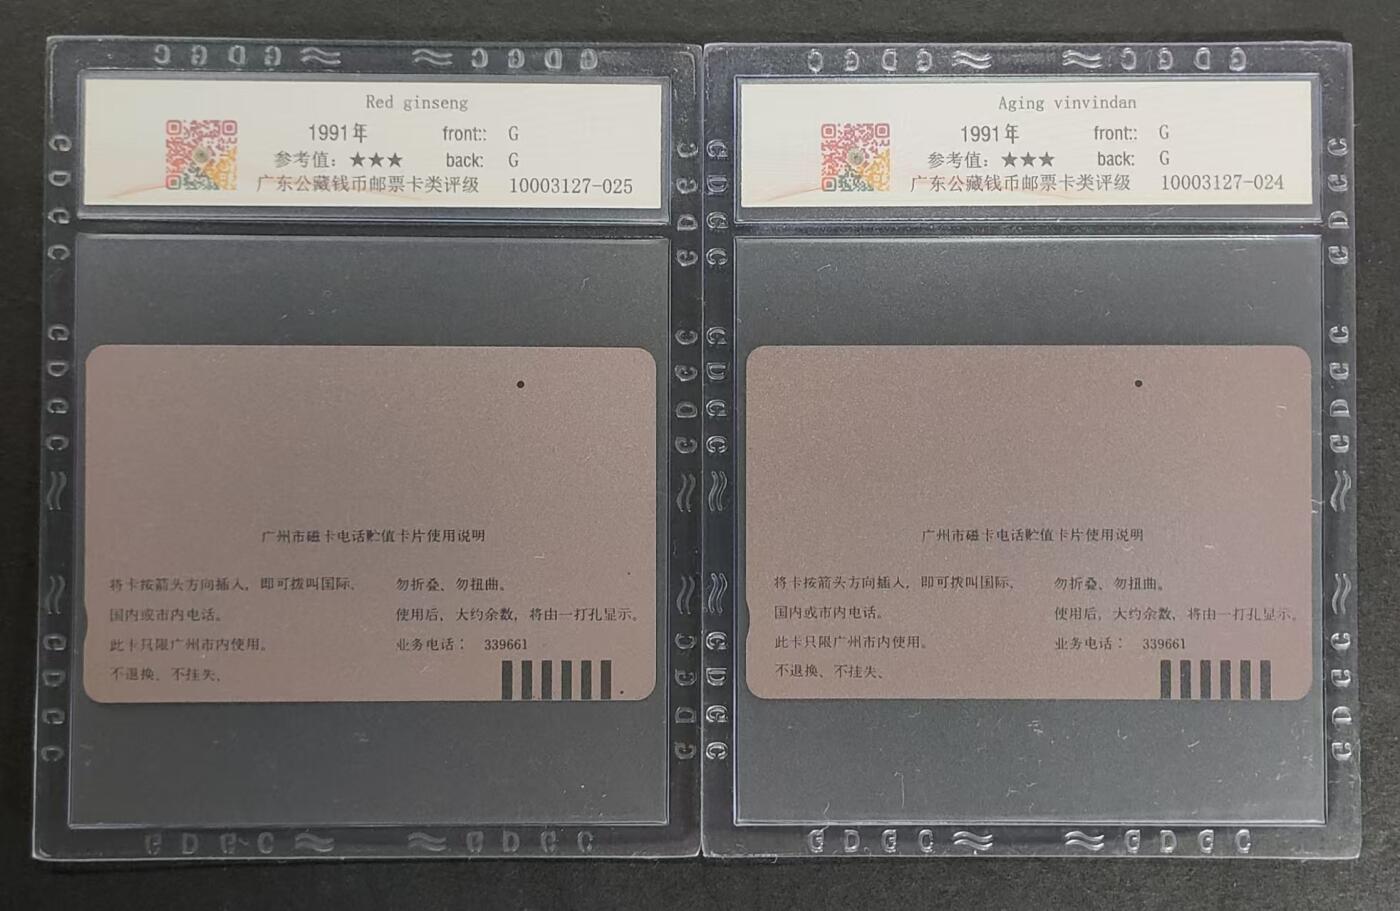 GDGC
GDGC
Red ginseng
1991年 front:: G
参考值：★★★ back: G
广东公藏钱币邮票卡类评级 10003127-025
广州市磁卡电话贮值卡片使用说明
将卡按箭头方向插入，即可拨叫国际、
国内或市内电话。
此卡只限广州市内使用。
不退换、不挂失、
勿折叠、勿扭曲。
使用后，大约余数，将由一打孔显示。
业务电话： 339661
GDGC
GDGC
GDGC
GDGC
Aging vinvindan
1991年 front:: G
参考值：★★★ back: G
广东公藏钱币邮票卡类评级 10003127-024
广州市磁卡电话贮值卡片使用说明
将卡按箭头方向插入，即可拨叫国际、
国内或市内电话。
此卡只限广州市内使用。
不退换、不挂失、
勿折叠、勿扭曲。
使用后，大约余数，将由一打孔显示。
业务电话： 339661
GDGC
GDGC